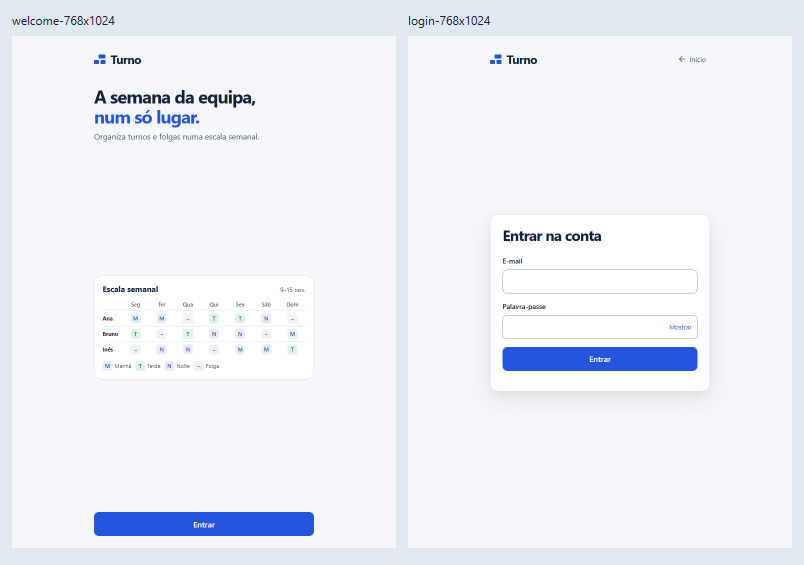 welcome-768x1024
Turno
A semana da equipa,
num só lugar.
Organiza turnos e folgas numa escala semanal.
Escala semanal 9–15 nov.
Seg Ter Qua Qui Sex Sáb Dom
Ana M M – T T N –
Bruno T – T N N – M
Inês – N N – M M T
M Manhã T Tarde N Noite – Folga
Entrar
login-768x1024
Turno ← Início
Entrar na conta
E-mail
Palavra-passe
Mostrar
Entrar